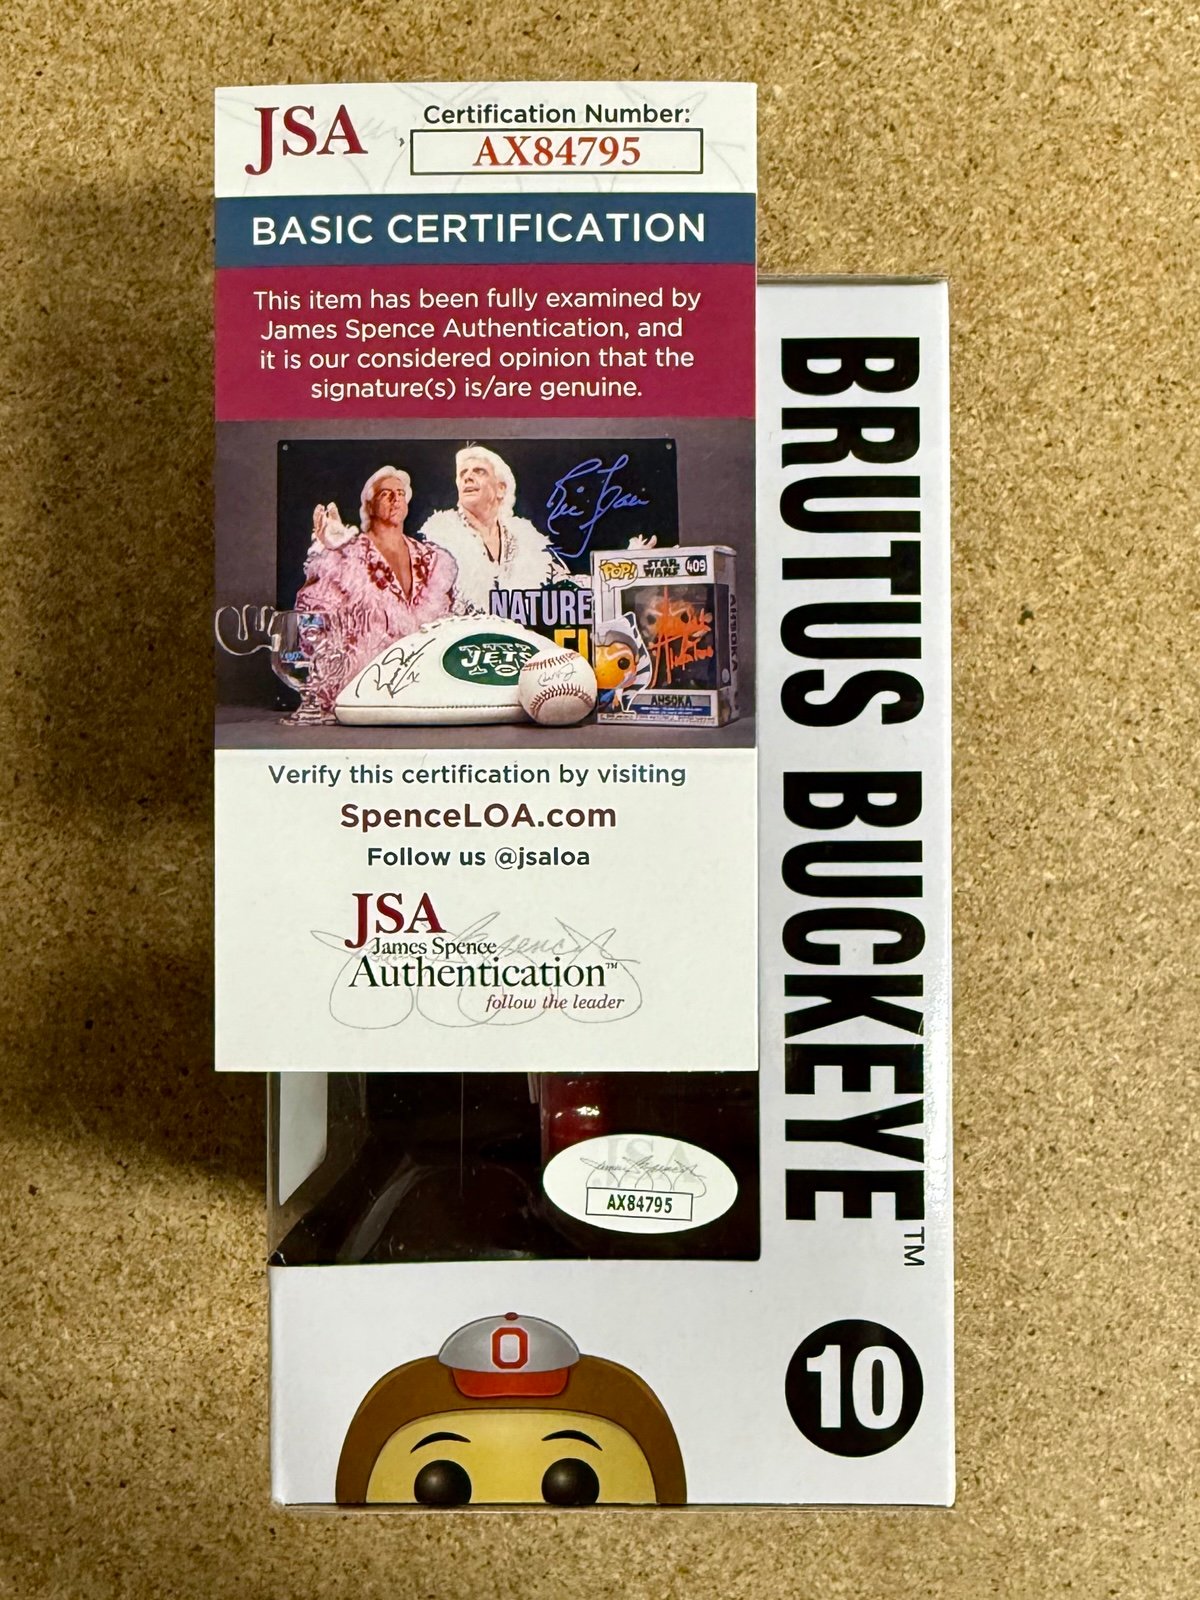 JSA
Certification Number:
AX84795
BASIC CERTIFICATION
This item has been fully examined by
James Spence Authentication, and
it is our considered opinion that the
signature(s) is/are genuine.
NATURE
JETS
POP!
STAR
WARS
409
AHSOKA
AHSOKA
Verify this certification by visiting
SpenceLOA.com
Follow us @jsaloa
JSA
James Spence
Authentication™
follow the leader
JSA
AX84795
BRUTUS BUCKEYE™
10
O